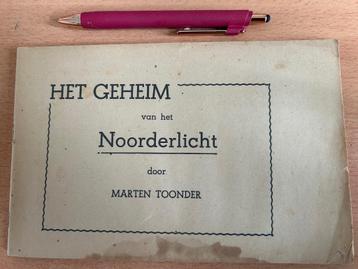 HET GEHEIM
van het
Noorderlicht
door
MARTEN TOONDER